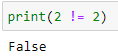 print(2 != 2)
False